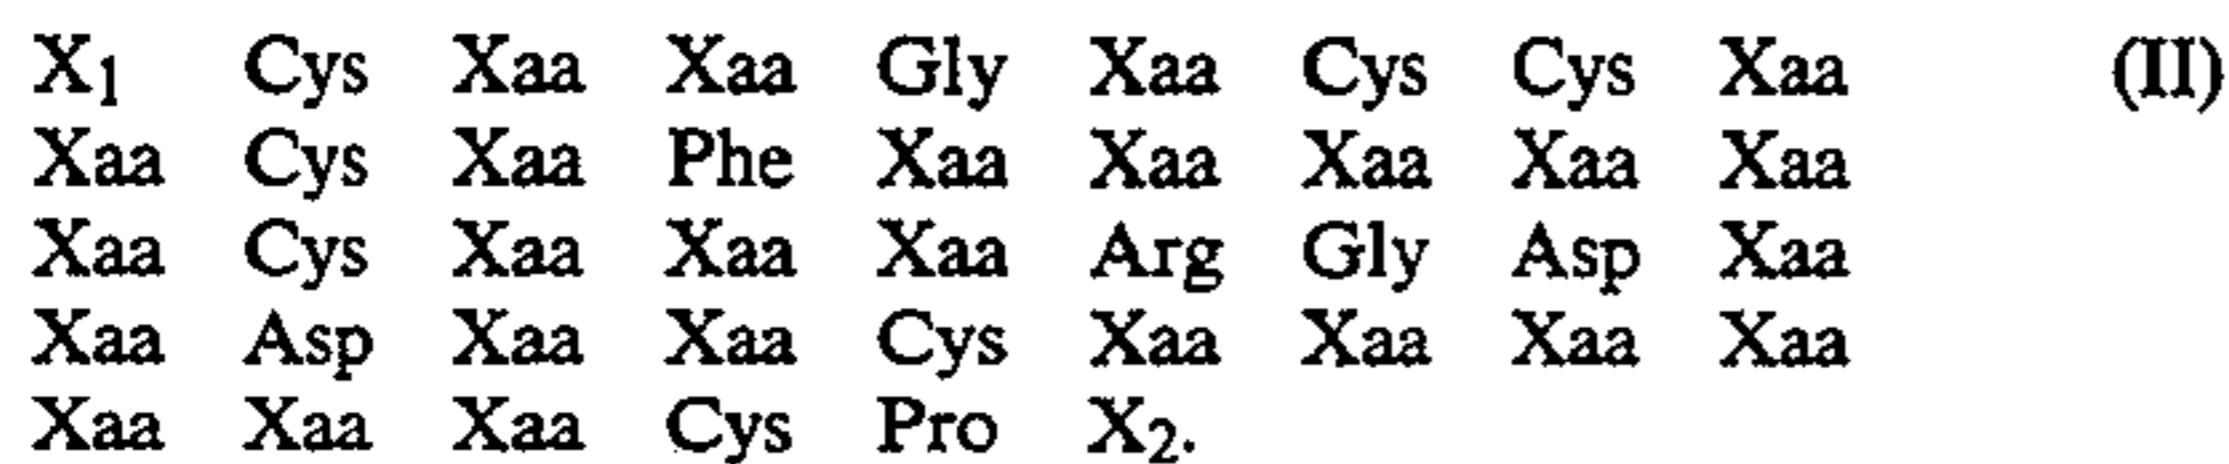 X₁ Cys Xaa Xaa Gly Xaa Cys Cys Xaa (II)
Xaa Cys Xaa Phe Xaa Xaa Xaa Xaa Xaa
Xaa Cys Xaa Xaa Xaa Arg Gly Asp Xaa
Xaa Asp Xaa Xaa Cys Xaa Xaa Xaa Xaa
Xaa Xaa Xaa Cys Pro X₂.